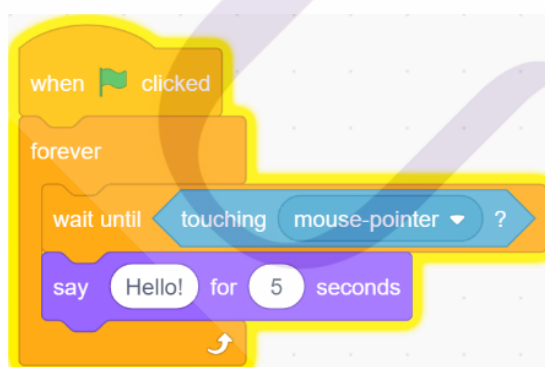 when clicked
forever
wait until touching mouse-pointer ?
say Hello! for 5 seconds